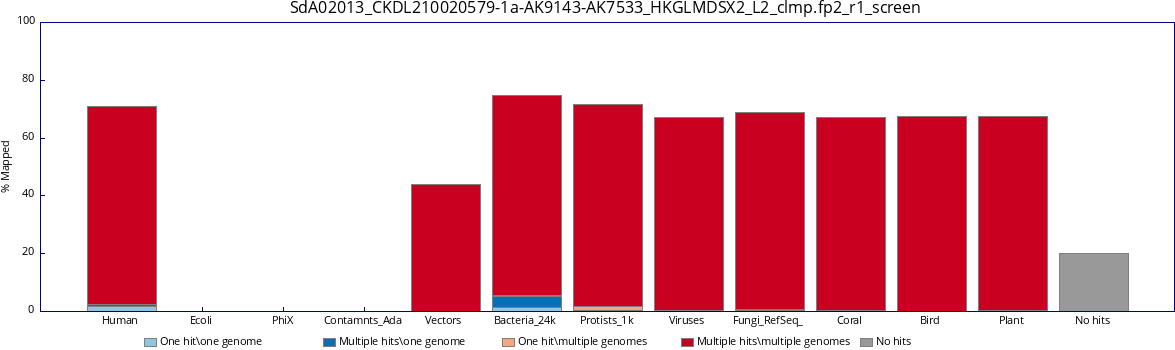 SdA02013_CKDL210020579-1a-AK9143-AK7533_HKGLMDSX2_L2_clmp.fp2_r1_screen
100
80
60
40
20
0
% Mapped
Human Ecoli PhiX Contamnts_Ada Vectors Bacteria_24k Protists_1k Viruses Fungi_RefSeq_ Coral Bird Plant No hits
One hit\one genome Multiple hits\one genome One hit\multiple genomes Multiple hits\multiple genomes No hits